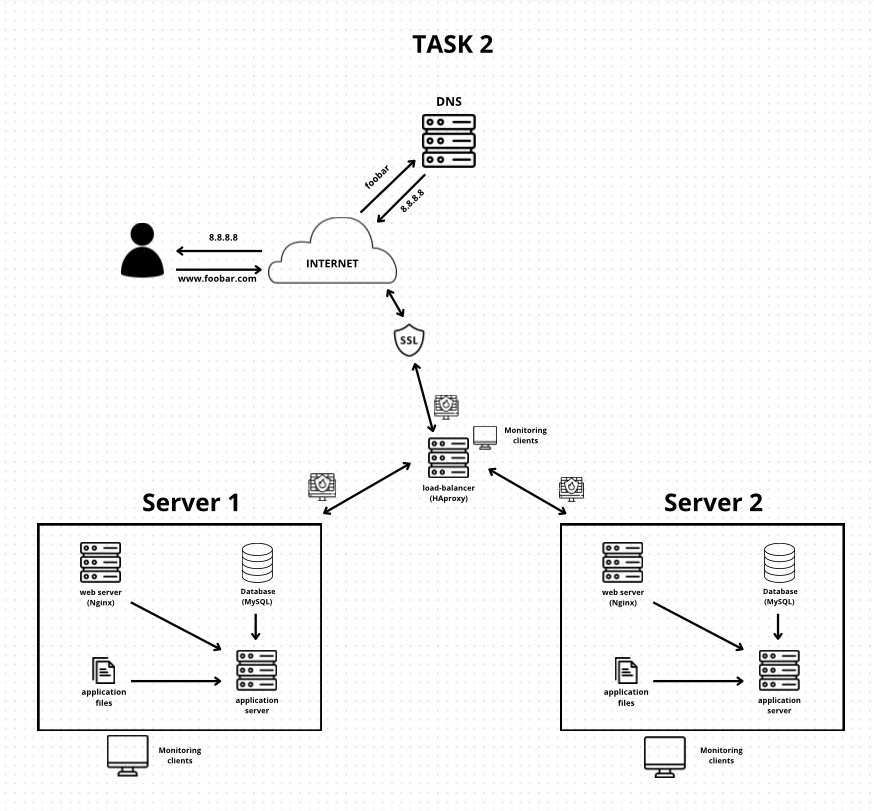 TASK 2
DNS
foobar
8.8.8.8
8.8.8.8
INTERNET
www.foobar.com
SSL
Monitoring
clients
load-balancer
(HAproxy)
Server 1
Server 2
web server
(Nginx)
Database
(MySQL)
application
files
application
server
Monitoring
clients
web server
(Nginx)
Database
(MySQL)
application
files
application
server
Monitoring
clients